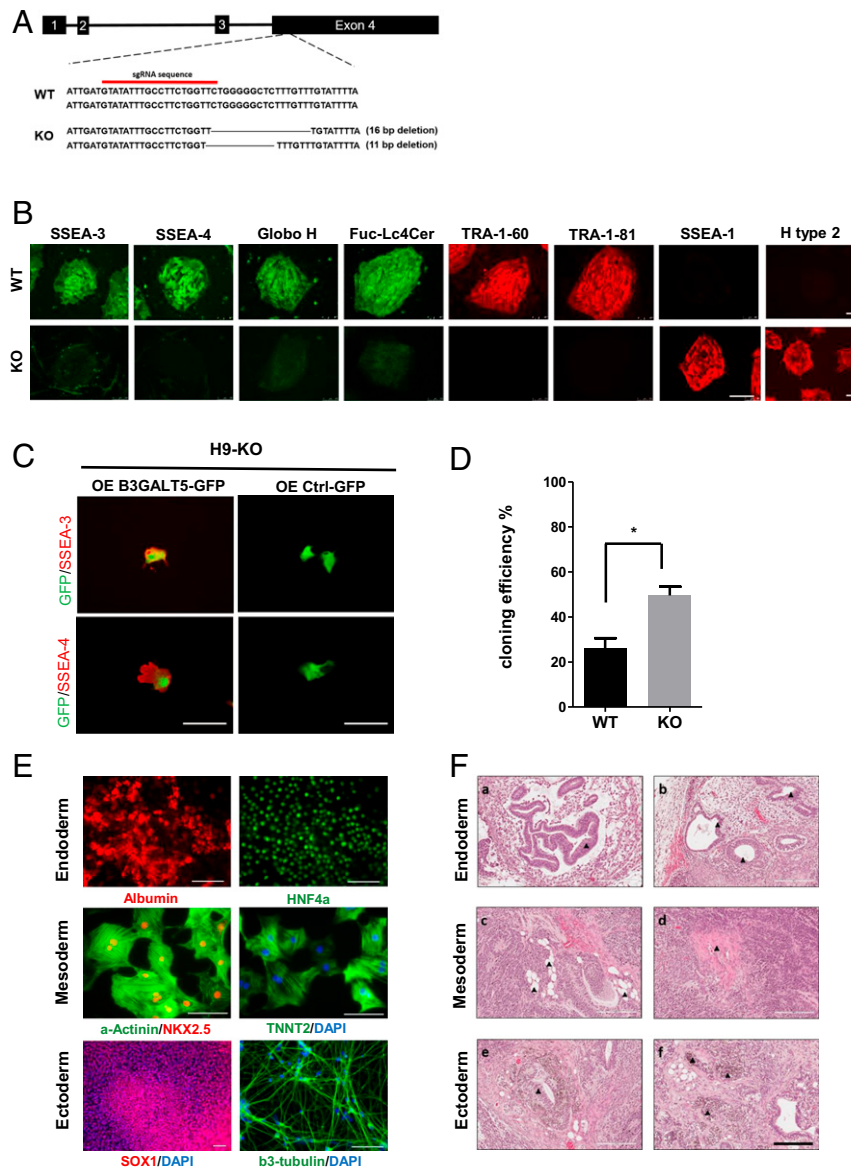 A
1 2 3 Exon 4
sgRNA sequence
WT
ATTGATGTATATTTGCCTTCTGGTTCTGGGGGCTCTTTGTTTGTATTTTA
ATTGATGTATATTTGCCTTCTGGTTCTGGGGGCTCTTTGTTTGTATTTTA
KO
ATTGATGTATATTTGCCTTCTGGTT TGTATTTTA (16 bp deletion)
ATTGATGTATATTTGCCTTCTGGT TTTGTTTGTATTTTA (11 bp deletion)
B
SSEA-3 SSEA-4 Globo H Fuc-Lc4Cer TRA-1-60 TRA-1-81 SSEA-1 H type 2
WT
KO
C
H9-KO
OE B3GALT5-GFP OE Ctrl-GFP
GFP/SSEA-3
GFP/SSEA-4
D
cloning efficiency %
100
80
60
40
20
0
*
WT KO
E
Endoderm
Albumin HNF4a
Mesoderm
a-Actinin/NKX2.5 TNNT2/DAPI
Ectoderm
SOX1/DAPI b3-tubulin/DAPI
F
Endoderm
a b
Mesoderm
c d
Ectoderm
e f